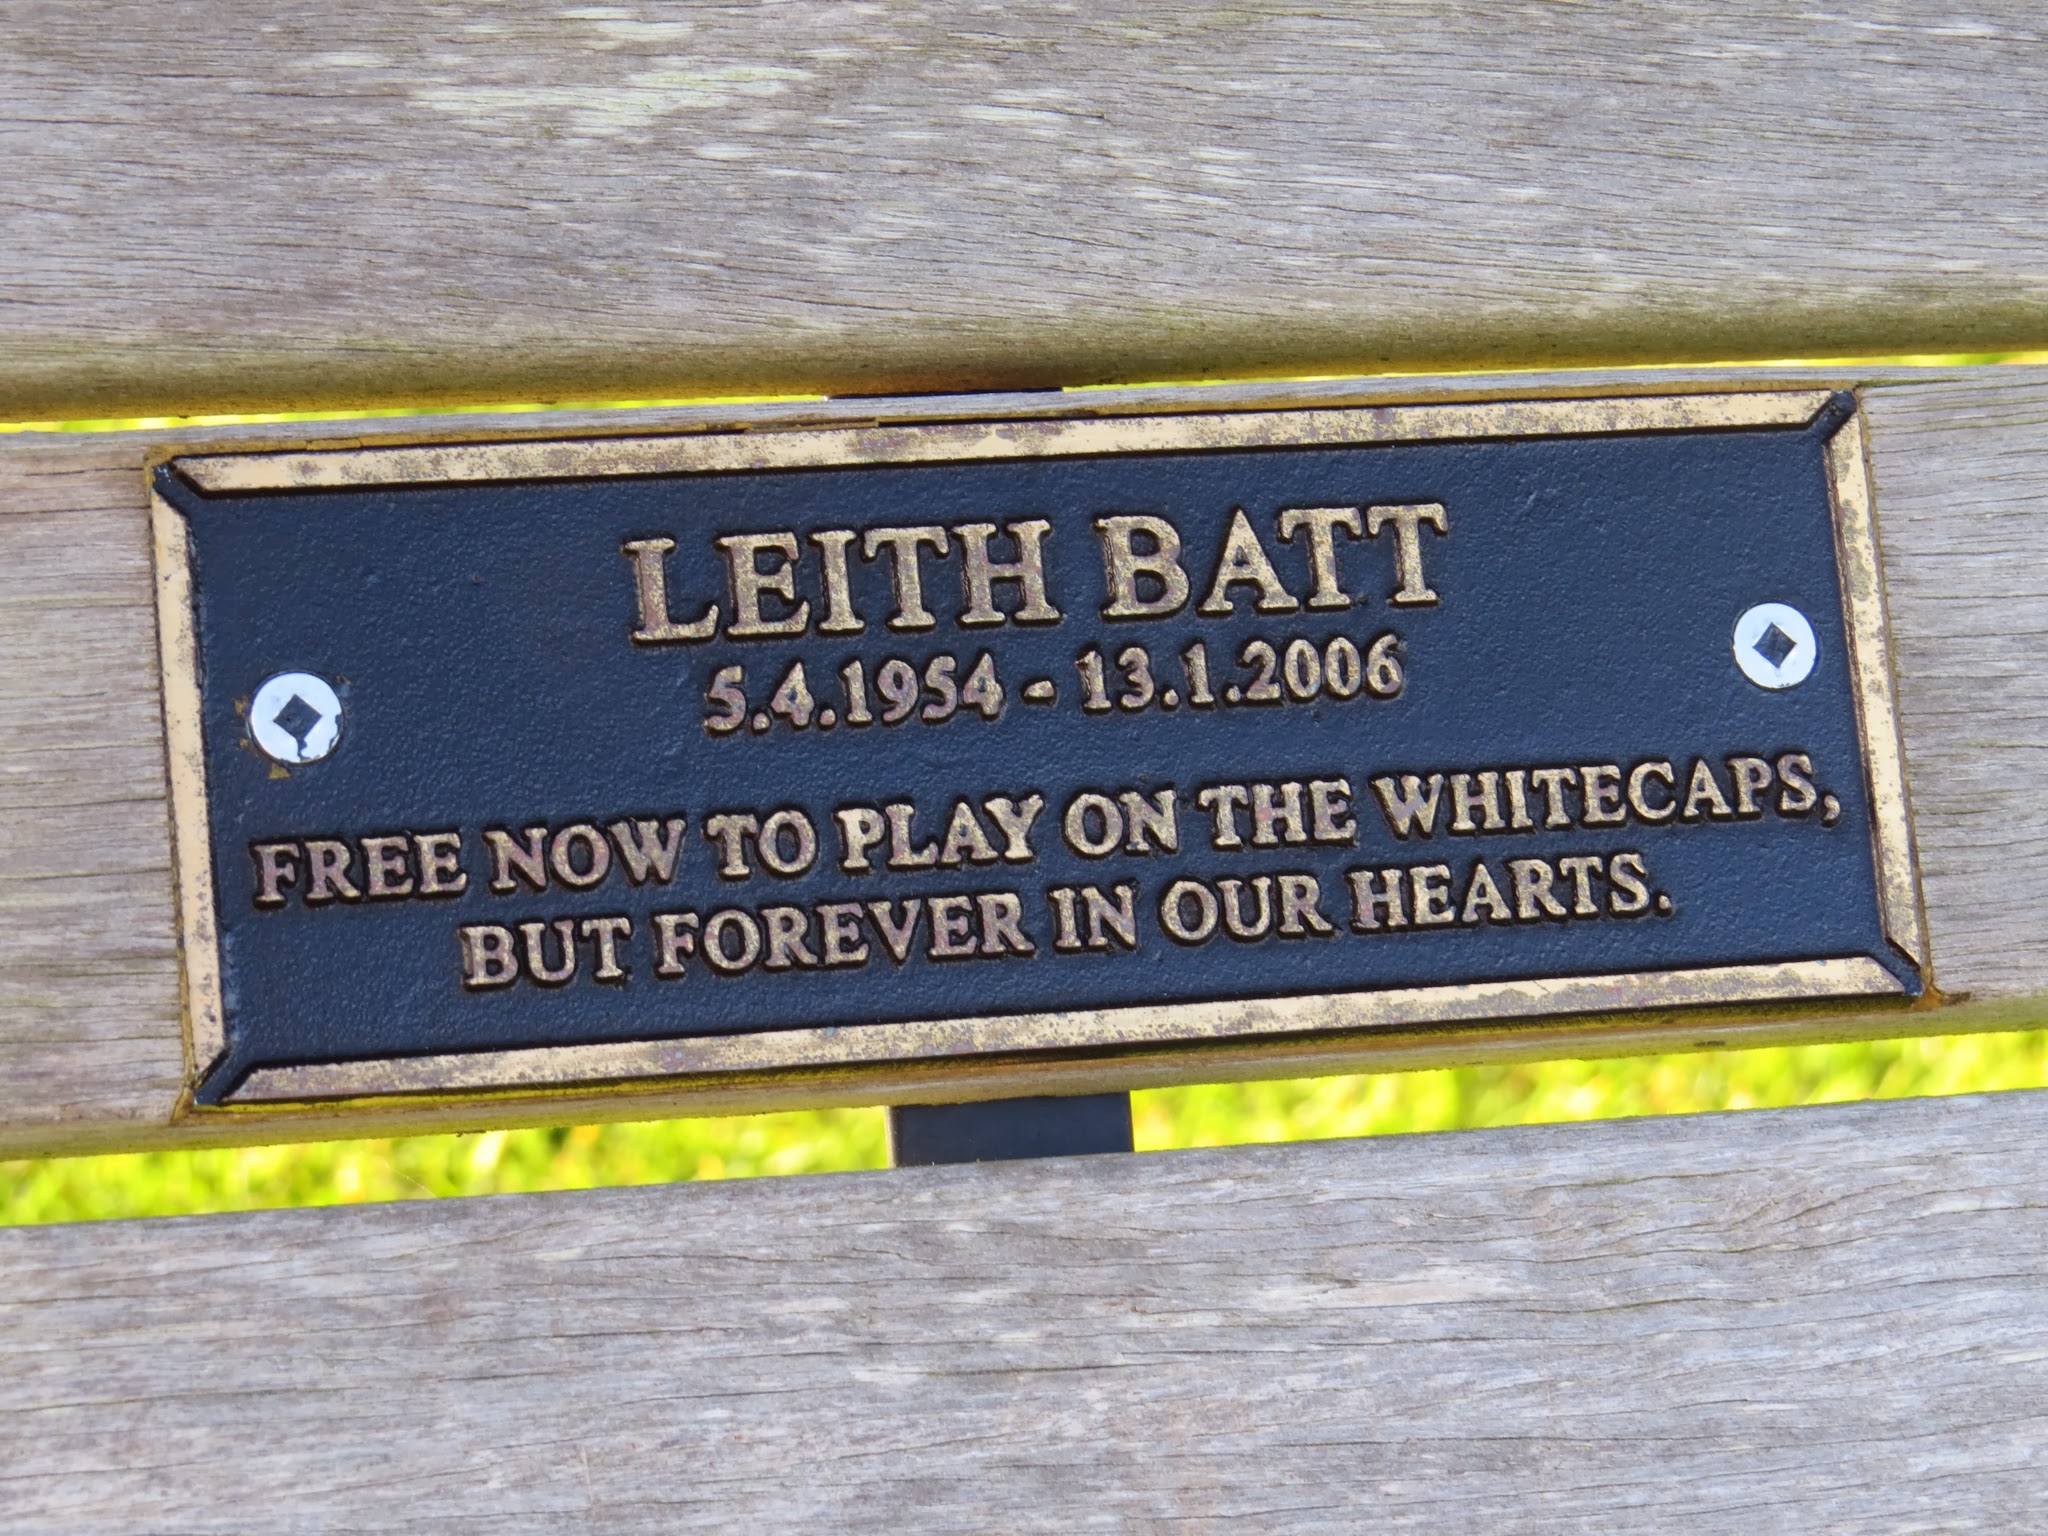 LEITH BATT
5.4.1954 - 13.1.2006
FREE NOW TO PLAY ON THE WHITECAPS,
BUT FOREVER IN OUR HEARTS.